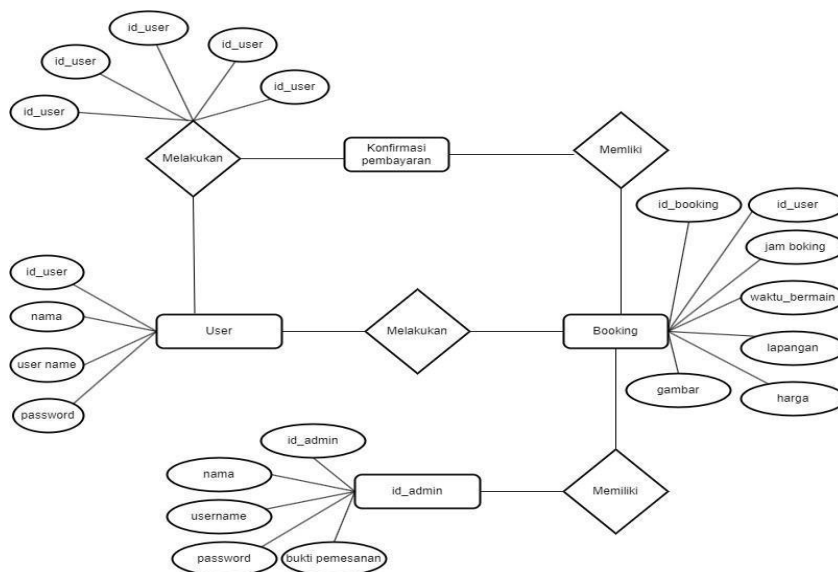 id_user
id_user
id_user
id_user
id_user
Melakukan
Konfirmasi
pembayaran
Memliki
id_booking
id_user
jam boking
waktu_bermain
lapangan
harga
gambar
id_user
nama
user name
password
User
Melakukan
Booking
id_admin
nama
username
password
bukti pemesanan
id_admin
Memiliki